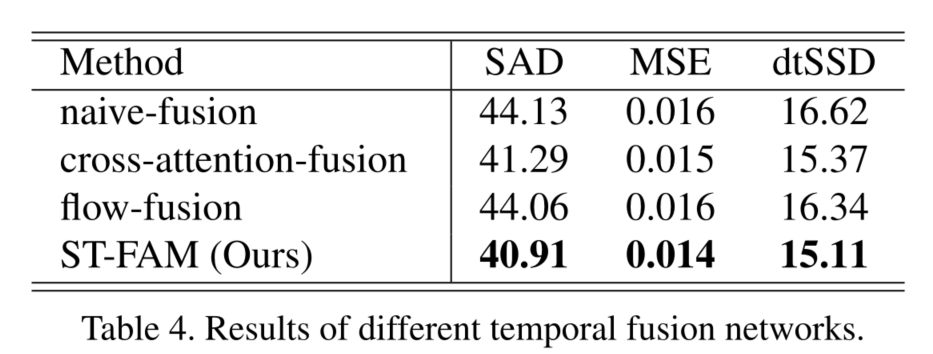 Method SAD MSE dtSSD
naive-fusion 44.13 0.016 16.62
cross-attention-fusion 41.29 0.015 15.37
flow-fusion 44.06 0.016 16.34
ST-FAM (Ours) 40.91 0.014 15.11
Table 4. Results of different temporal fusion networks.